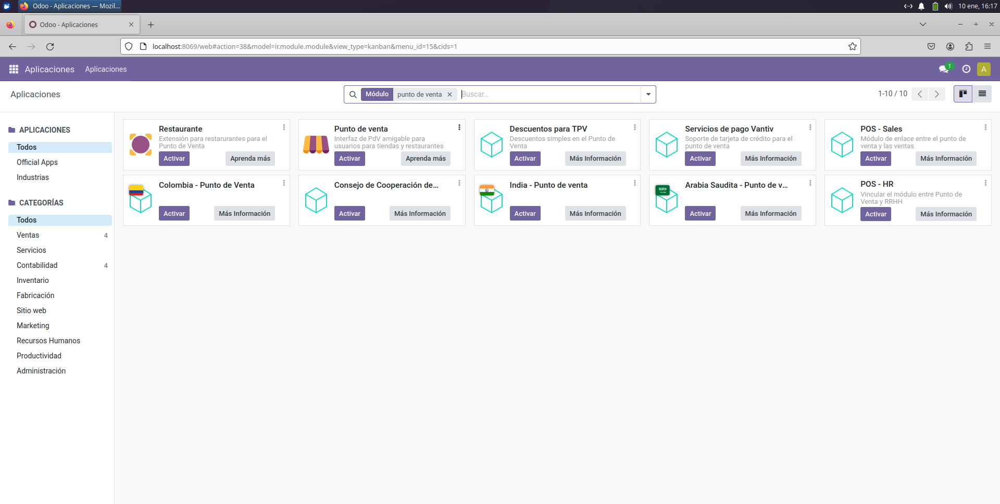 Odoo - Aplicaciones — Mozil...
10 ene, 16:17
Odoo - Aplicaciones
localhost:8069/web#action=38&model=ir.module.module&view_type=kanban&menu_id=15&cids=1
Aplicaciones Aplicaciones
1
A
Aplicaciones
Módulo punto de venta Buscar...
1-10 / 10
APLICACIONES
Todos
Official Apps
Industrias
CATEGORÍAS
Todos
Ventas 4
Servicios
Contabilidad 4
Inventario
Fabricación
Sitio web
Marketing
Recursos Humanos
Productividad
Administración
Restaurante
Extensión para restarurantes para el
Punto de Venta
Activar Aprenda más
Punto de venta
Interfaz de PdV amigable para
usuarios para tiendas y restaurantes
Activar Aprenda más
Descuentos para TPV
Descuentos simples en el Punto de
Venta
Activar Más Información
Servicios de pago Vantiv
Soporte de tarjeta de crédito para el
punto de venta
Activar Más Información
POS - Sales
Módulo de enlace entre el punto de
venta y las ventas
Activar Más Información
Colombia - Punto de Venta
Activar Más Información
Consejo de Cooperación de...
Activar Más Información
India - Punto de venta
Activar Más Información
Arabia Saudita - Punto de v...
Activar Más Información
POS - HR
Vincular el módulo entre Punto de
Venta y RRHH
Activar Más Información